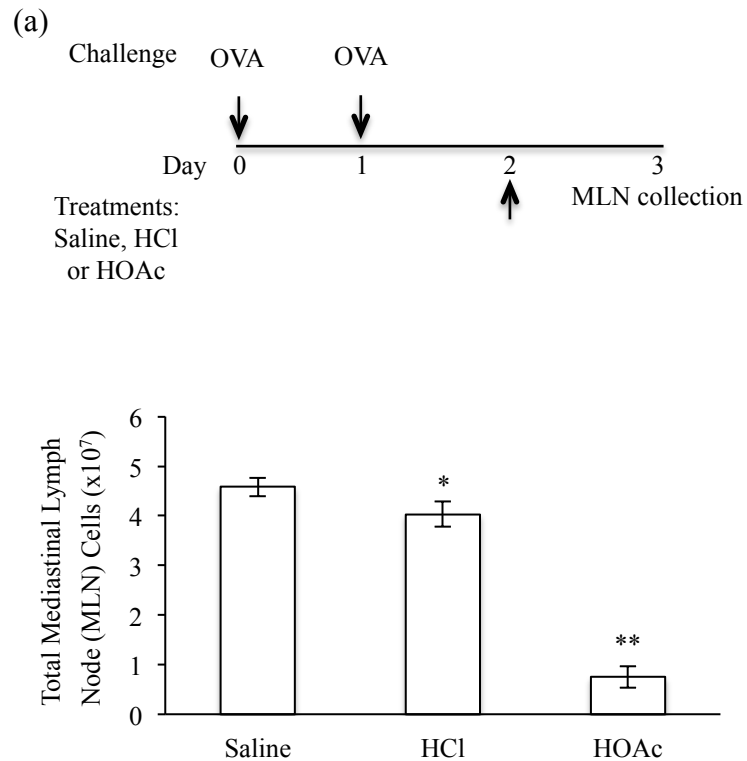 (a)
Challenge OVA OVA
Day 0 1 2 3
MLN collection
Treatments:
Saline, HCl
or HOAc
Total Mediastinal Lymph
Node (MLN) Cells (x10⁷)
6
5
4
3
2
1
0
*
**
Saline HCl HOAc